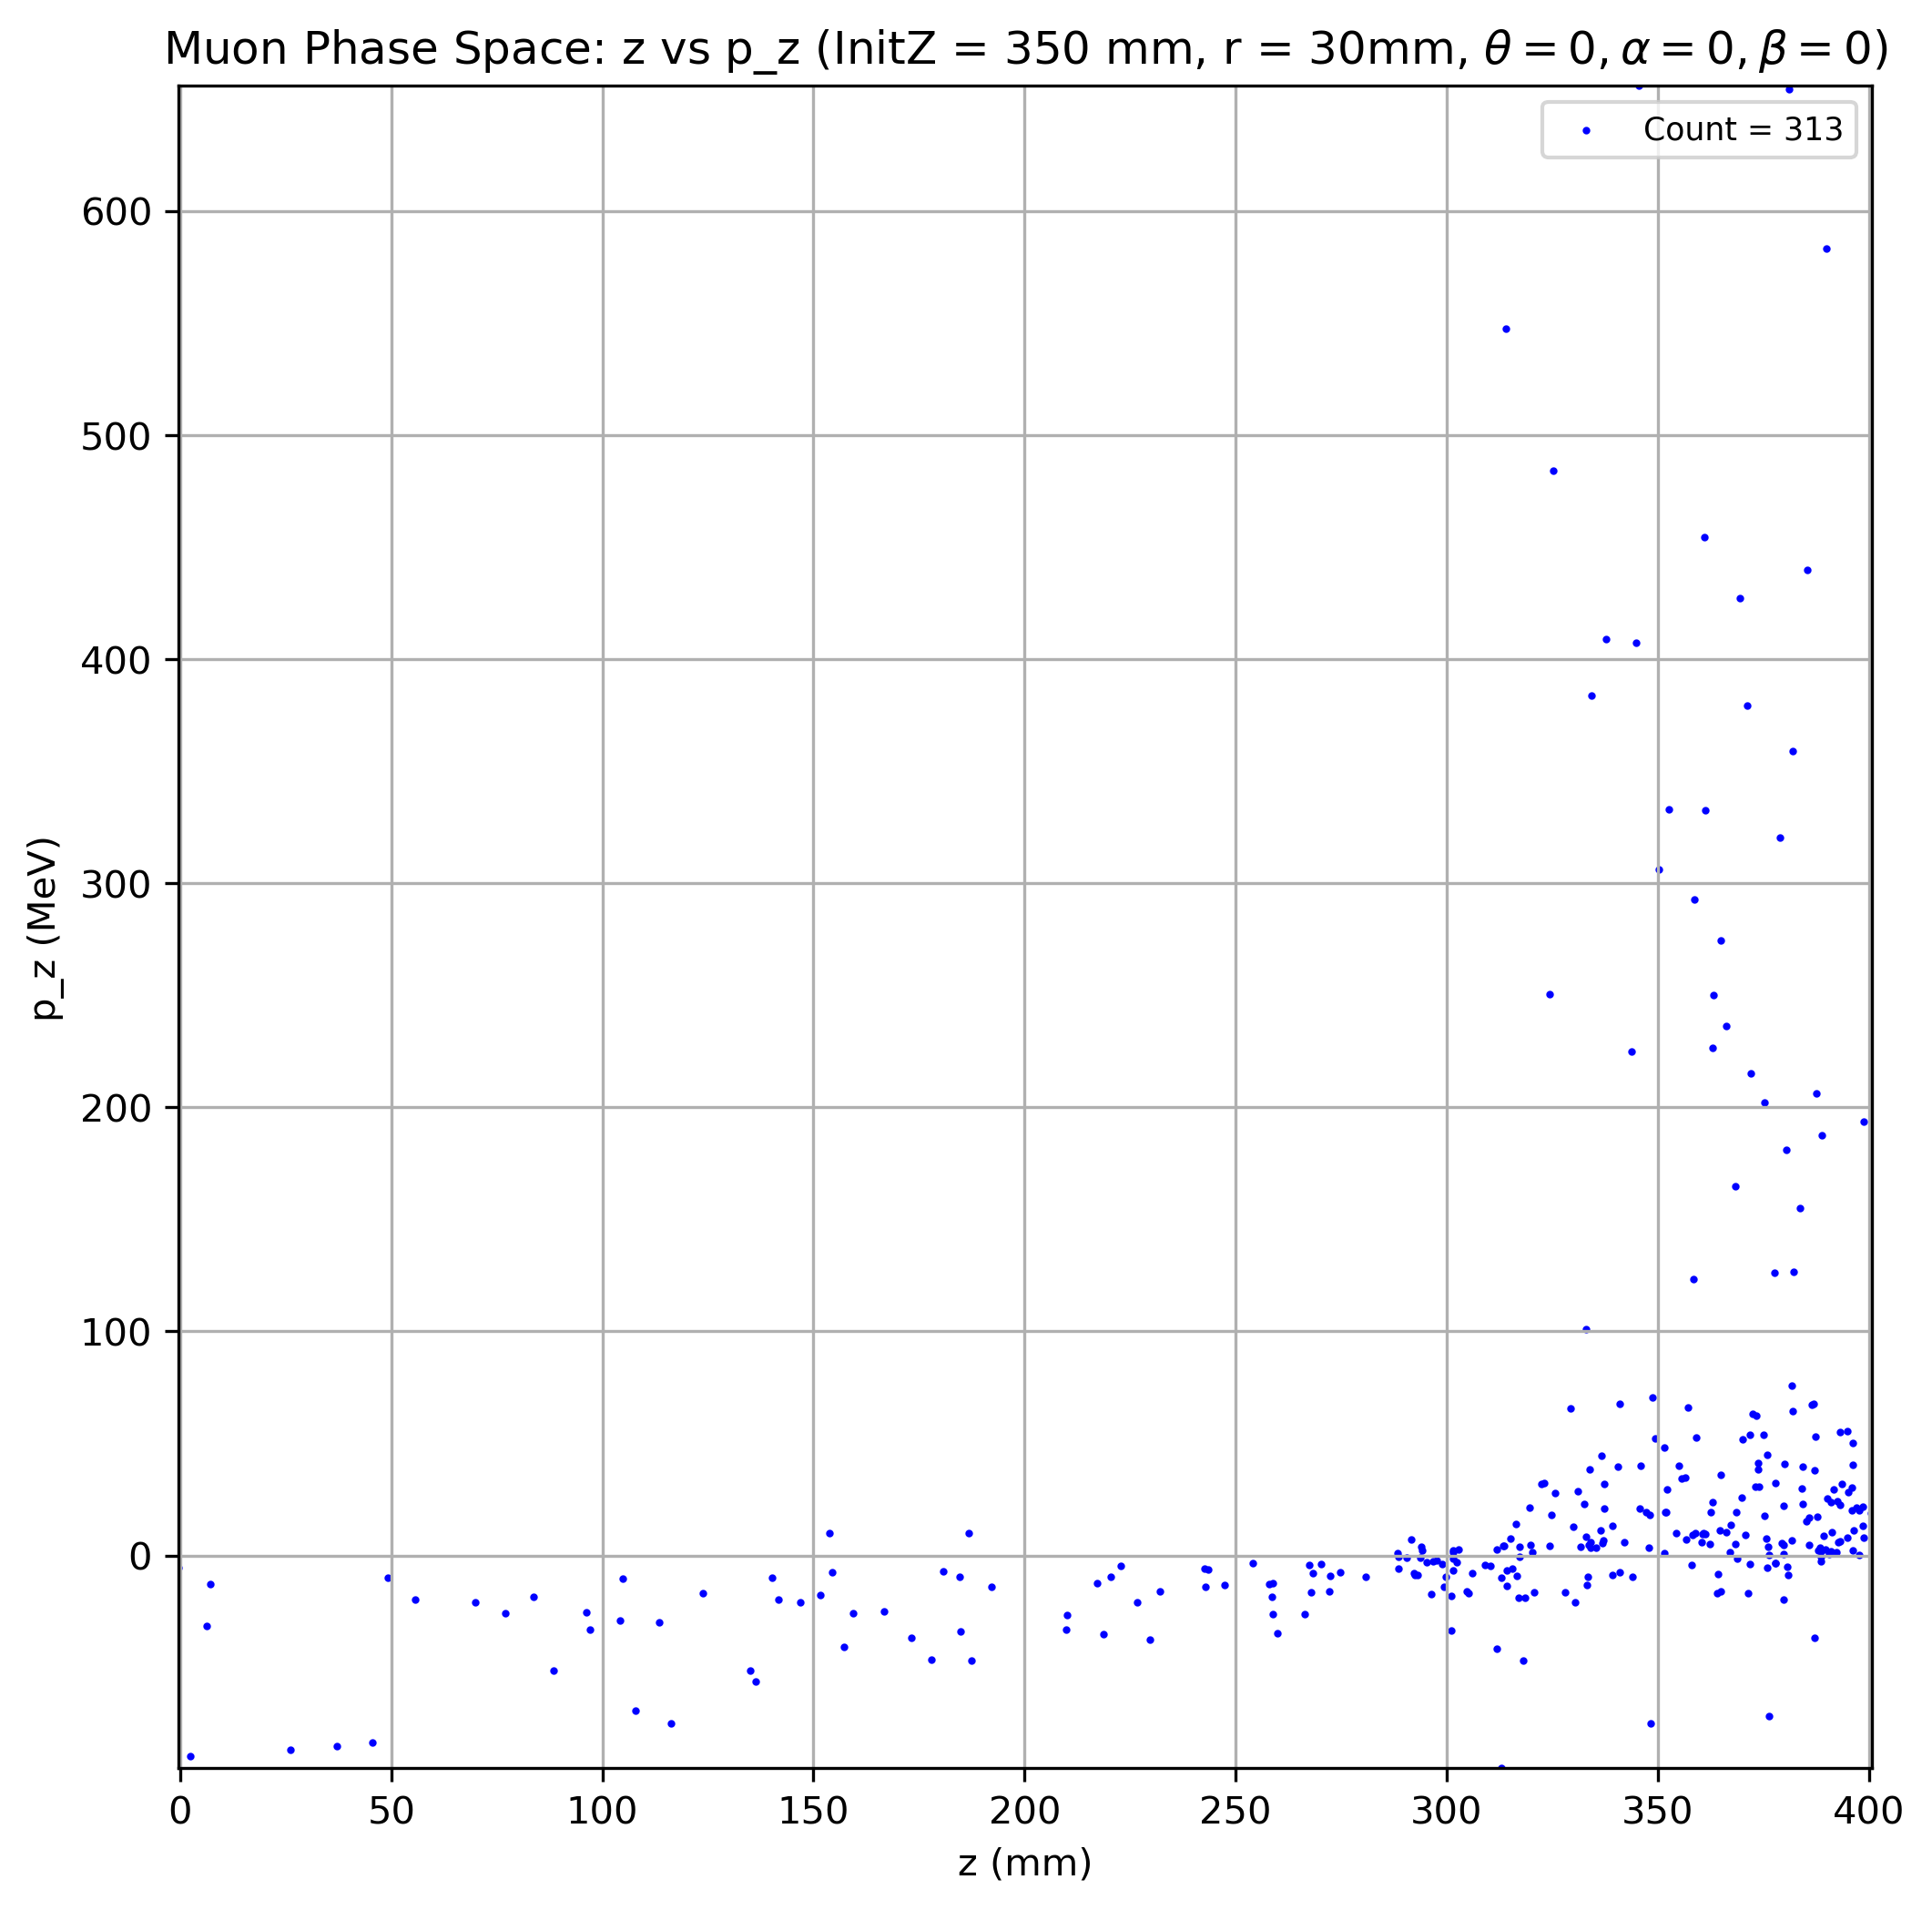 Muon Phase Space: z vs p_z (InitZ = 350 mm, r = 30mm, θ = 0, α = 0, β = 0)
Count = 313
600
500
400
300
200
100
0
p_z (MeV)
0 50 100 150 200 250 300 350 400
z (mm)